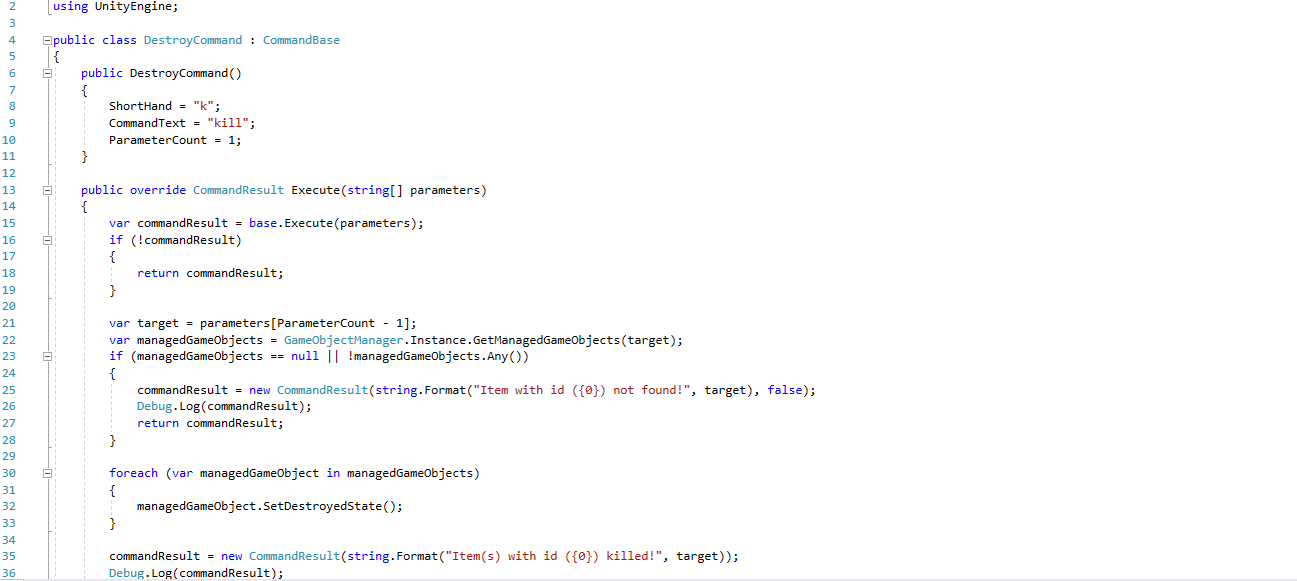 2 using UnityEngine;
3
4 public class DestroyCommand : CommandBase
5 {
6     public DestroyCommand()
7     {
8         ShortHand = "k";
9         CommandText = "kill";
10         ParameterCount = 1;
11     }
12
13     public override CommandResult Execute(string[] parameters)
14     {
15         var commandResult = base.Execute(parameters);
16         if (!commandResult)
17         {
18             return commandResult;
19         }
20
21         var target = parameters[ParameterCount - 1];
22         var managedGameObjects = GameObjectManager.Instance.GetManagedGameObjects(target);
23         if (managedGameObjects == null || !managedGameObjects.Any())
24         {
25             commandResult = new CommandResult(string.Format("Item with id ({0}) not found!", target), false);
26             Debug.Log(commandResult);
27             return commandResult;
28         }
29
30         foreach (var managedGameObject in managedGameObjects)
31         {
32             managedGameObject.SetDestroyedState();
33         }
34
35         commandResult = new CommandResult(string.Format("Item(s) with id ({0}) killed!", target));
36         Debug.Log(commandResult);